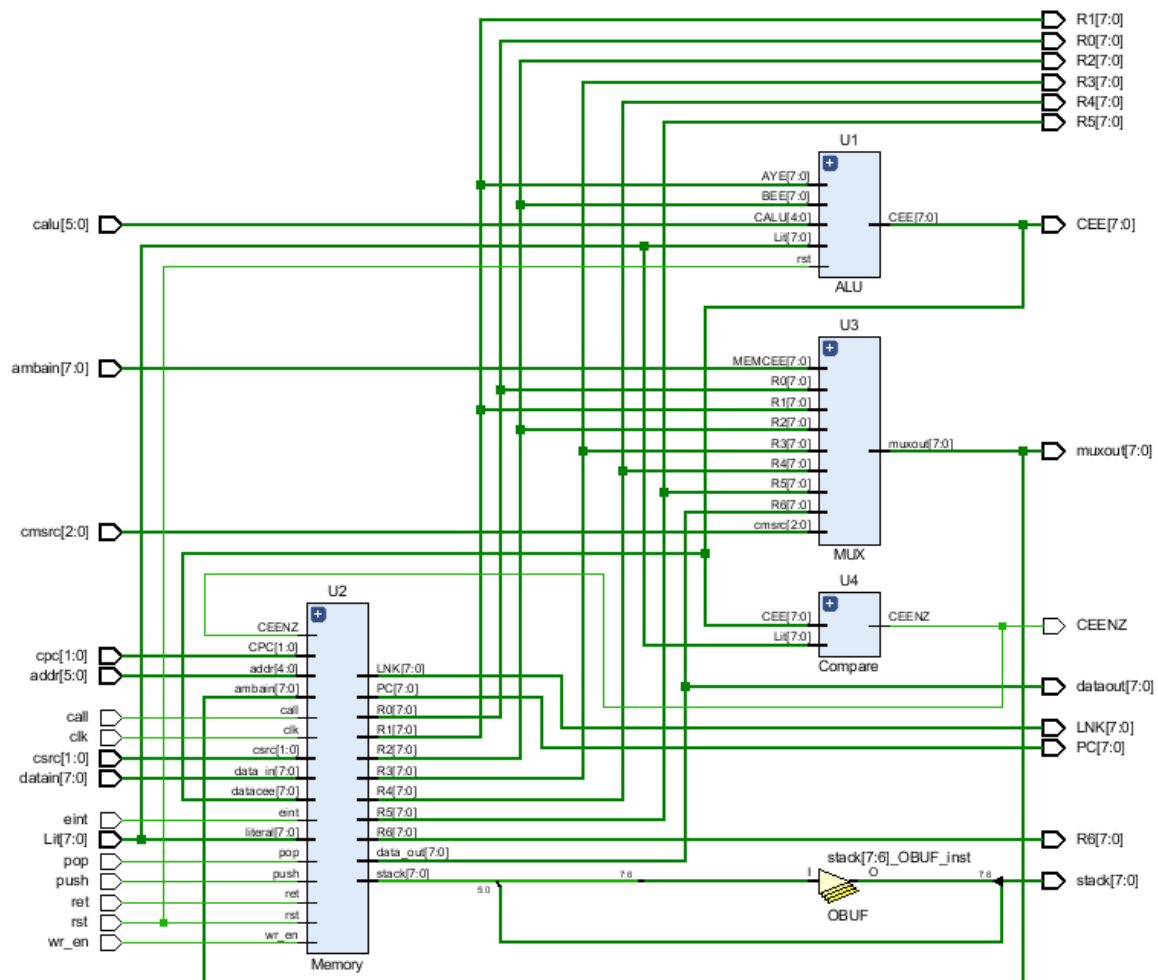 R1[7:0]
R0[7:0]
R2[7:0]
R3[7:0]
R4[7:0]
R5[7:0]
U1
AYE[7:0]
BEE[7:0]
calu[5:0]
CALU[4:0]
CEE[7:0]
CEE[7:0]
Lit[7:0]
rst
ALU
U3
ambain[7:0]
MEMCEE[7:0]
R0[7:0]
R1[7:0]
R2[7:0]
R3[7:0]
muxout[7:0]
muxout[7:0]
R4[7:0]
R5[7:0]
R6[7:0]
cmsrc[2:0]
cmsrc[2:0]
MUX
U4
CEE[7:0]
CEENZ
CEENZ
Lit[7:0]
Compare
U2
CEENZ
cpc[1:0]
CPC[1:0]
addr[5:0]
addr[4:0]
LNK[7:0]
ambain[7:0]
PC[7:0]
dataout[7:0]
call
call
R0[7:0]
LNK[7:0]
clk
clk
R1[7:0]
PC[7:0]
csrc[1:0]
csrc[1:0]
R2[7:0]
datain[7:0]
data_in[7:0]
R3[7:0]
datacee[7:0]
R4[7:0]
eint
eint
R5[7:0]
Lit[7:0]
literal[7:0]
R6[7:0]
R6[7:0]
pop
pop
data_out[7:0]
stack[7:6]_OBUF_inst
push
push
stack[7:0]
5:0
7:6
I
O
7:6
stack[7:0]
OBUF
ret
ret
rst
rst
wr_en
wr_en
Memory